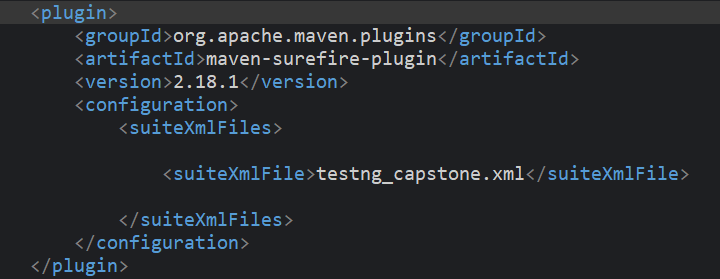 <plugin>
<groupId>org.apache.maven.plugins</groupId>
<artifactId>maven-surefire-plugin</artifactId>
<version>2.18.1</version>
<configuration>
<suiteXmlFiles>
<suiteXmlFile>testng_capstone.xml</suiteXmlFile>
</suiteXmlFiles>
</configuration>
</plugin>